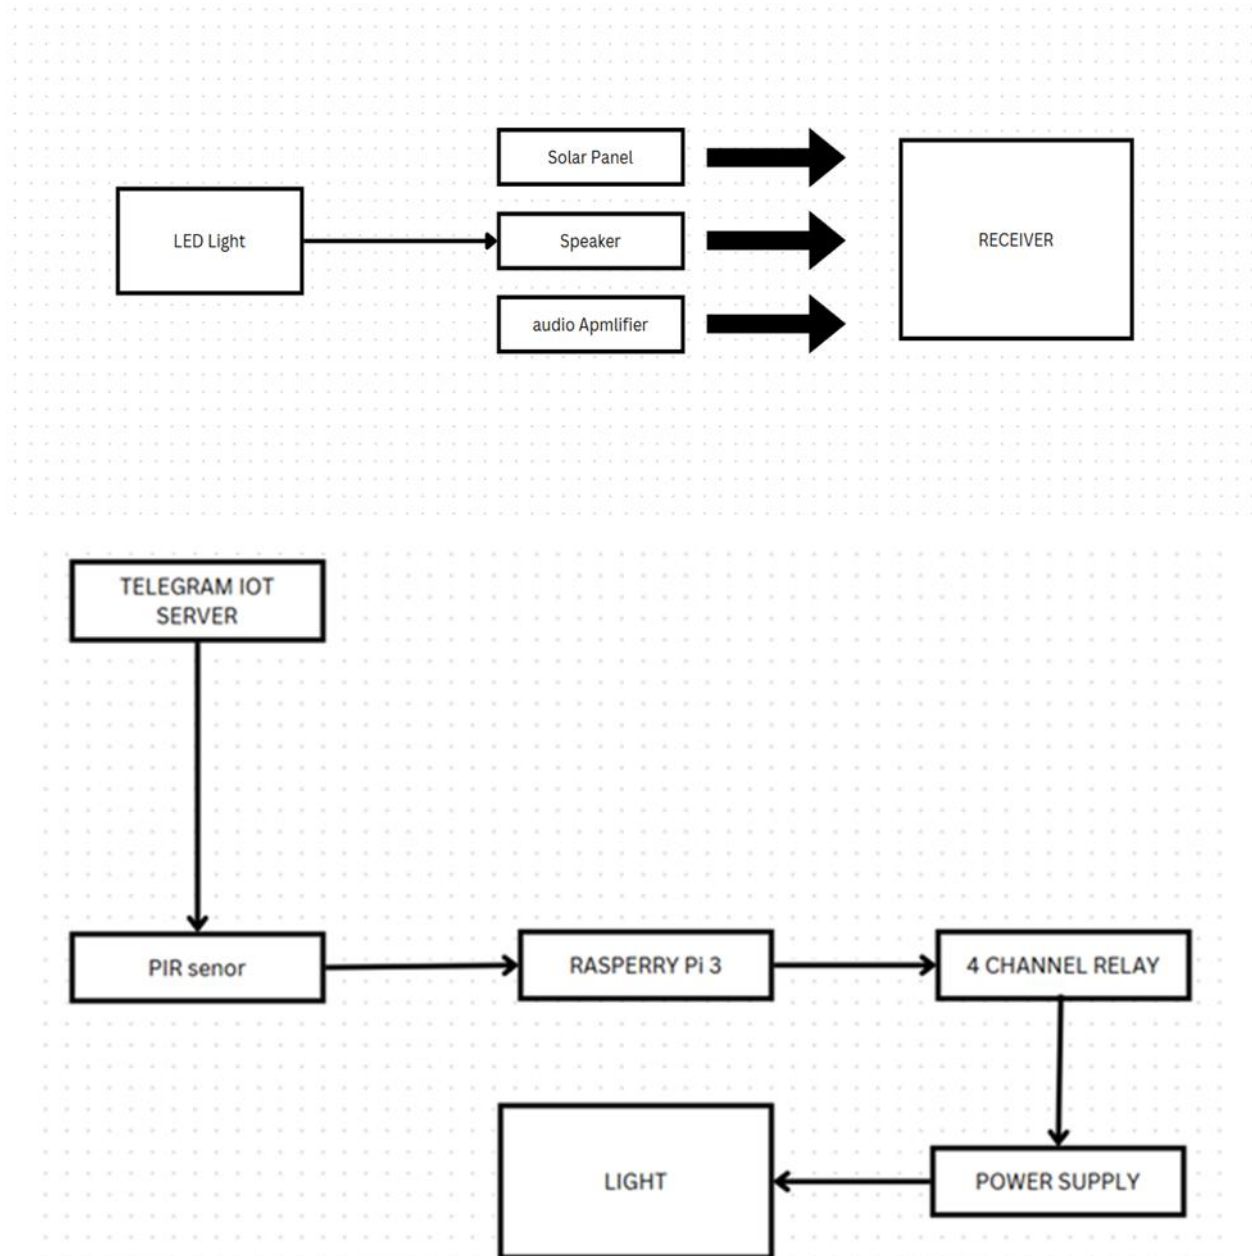 Solar Panel
LED Light
Speaker
RECEIVER
audio Apmlifier
TELEGRAM IOT
SERVER
PIR senor
RASPERRY Pi 3
4 CHANNEL RELAY
LIGHT
POWER SUPPLY